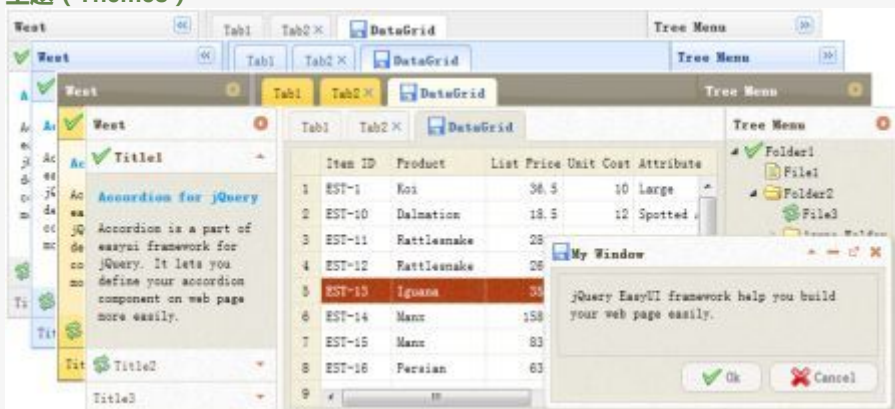 主题（Themes）
West
Tab1 Tab2 DataGrid
Tree Menu
West
Tab1 Tab2 DataGrid
Tree Menu
West
Tab1 Tab2 DataGrid
Tree Menu
West
Tab1 Tab2 DataGrid
Tree Menu
Title1
Accordion for jQuery
Accordion is a part of
easyui framework for
jQuery. It lets you
define your accordion
component on web page
more easily.
Title2
Title3
Item ID Product List Price Unit Cost Attribute
1 EST-1 Koi 36.5 10 Large
2 EST-10 Dalmation 18.5 12 Spotted
3 EST-11 Rattlesnake 28
4 EST-12 Rattlesnake 26
5 EST-13 Iguana 35
6 EST-14 Manx 158
7 EST-15 Manx 83
8 EST-16 Persian 63
9
Folder1
File1
Folder2
File3
My Window
jQuery EasyUI framework help you build
your web page easily.
Ok Cancel